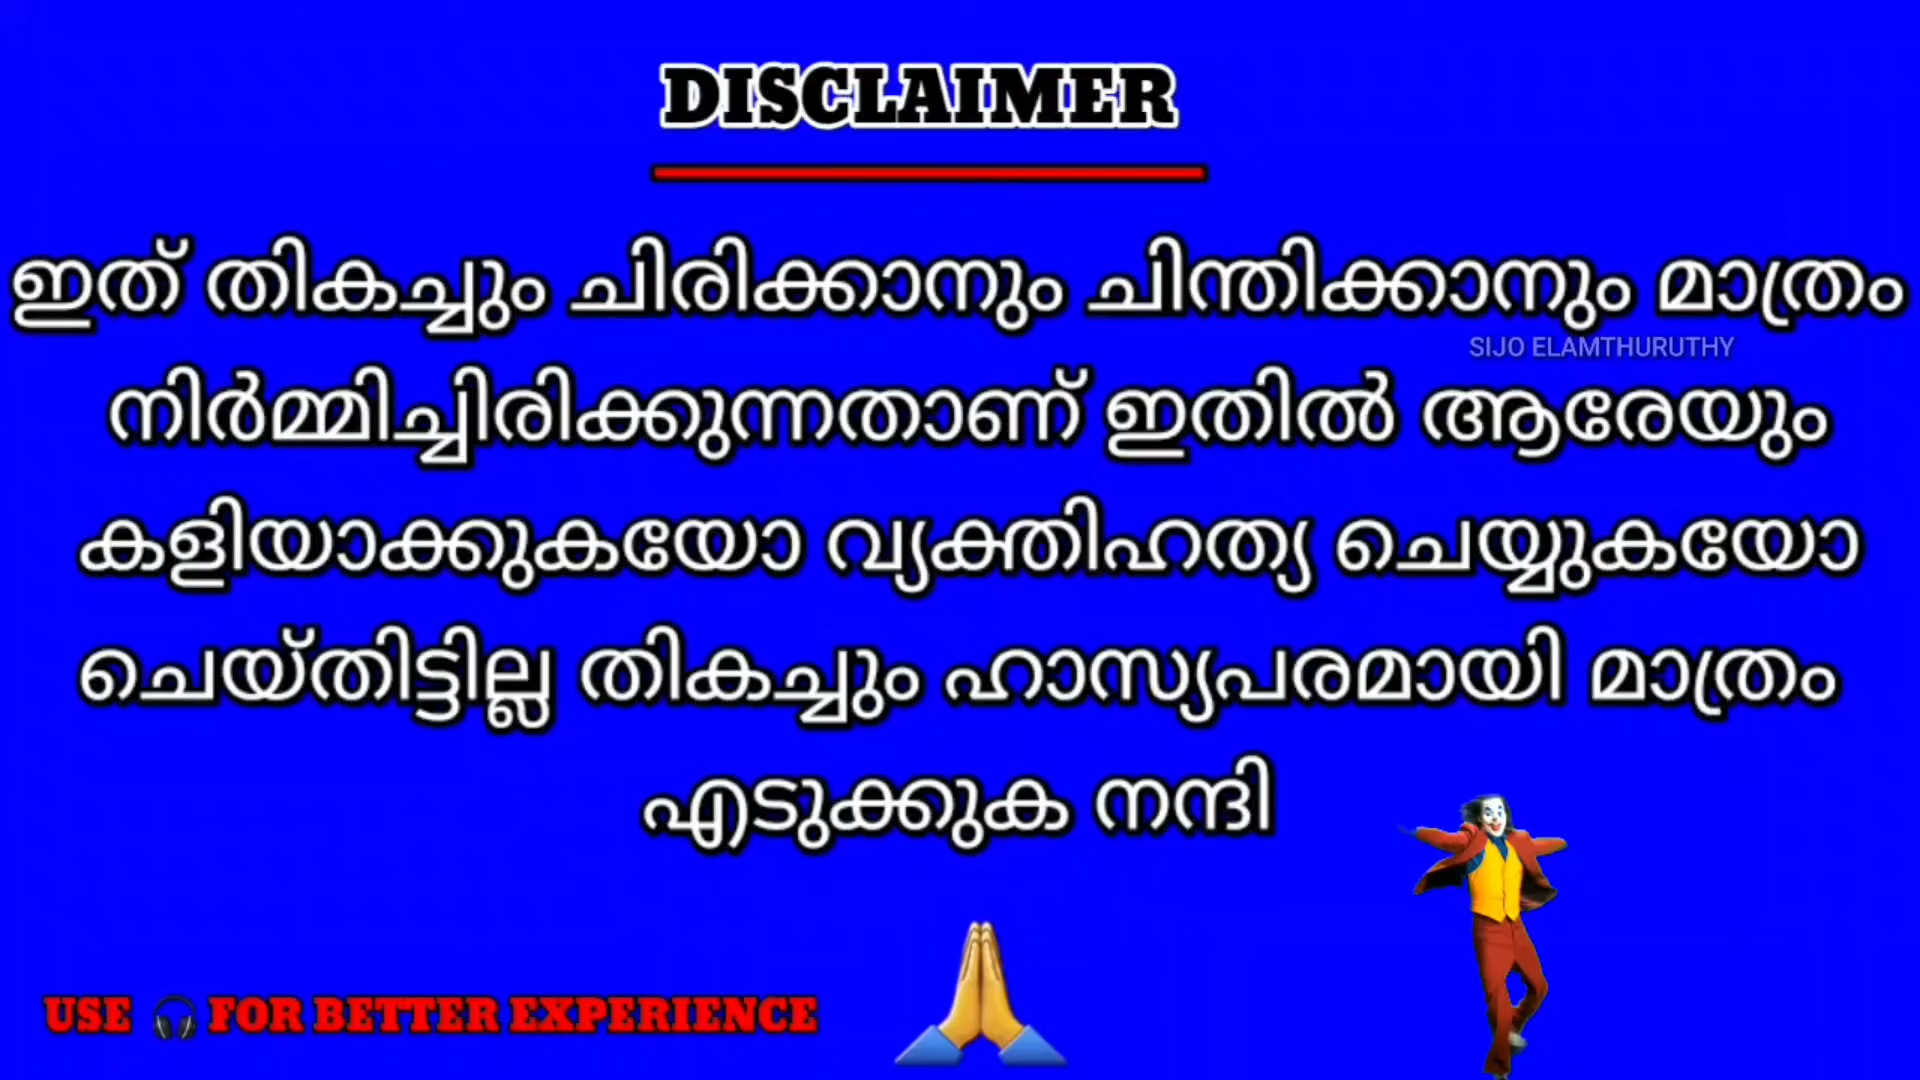 DISCLAIMER
ഇത് തികച്ചും ചിരിക്കാനും ചിന്തിക്കാനും മാത്രം
SIJO ELAMTHURUTHY
നിർമ്മിച്ചിരിക്കുന്നതാണ് ഇതിൽ ആരേയും
കളിയാക്കുകയോ വ്യക്തിഹത്യ ചെയ്യുകയോ
ചെയ്തിട്ടില്ല തികച്ചും ഹാസ്യപരമായി മാത്രം
എടുക്കുക നന്ദി
USE 🎧 FOR BETTER EXPERIENCE